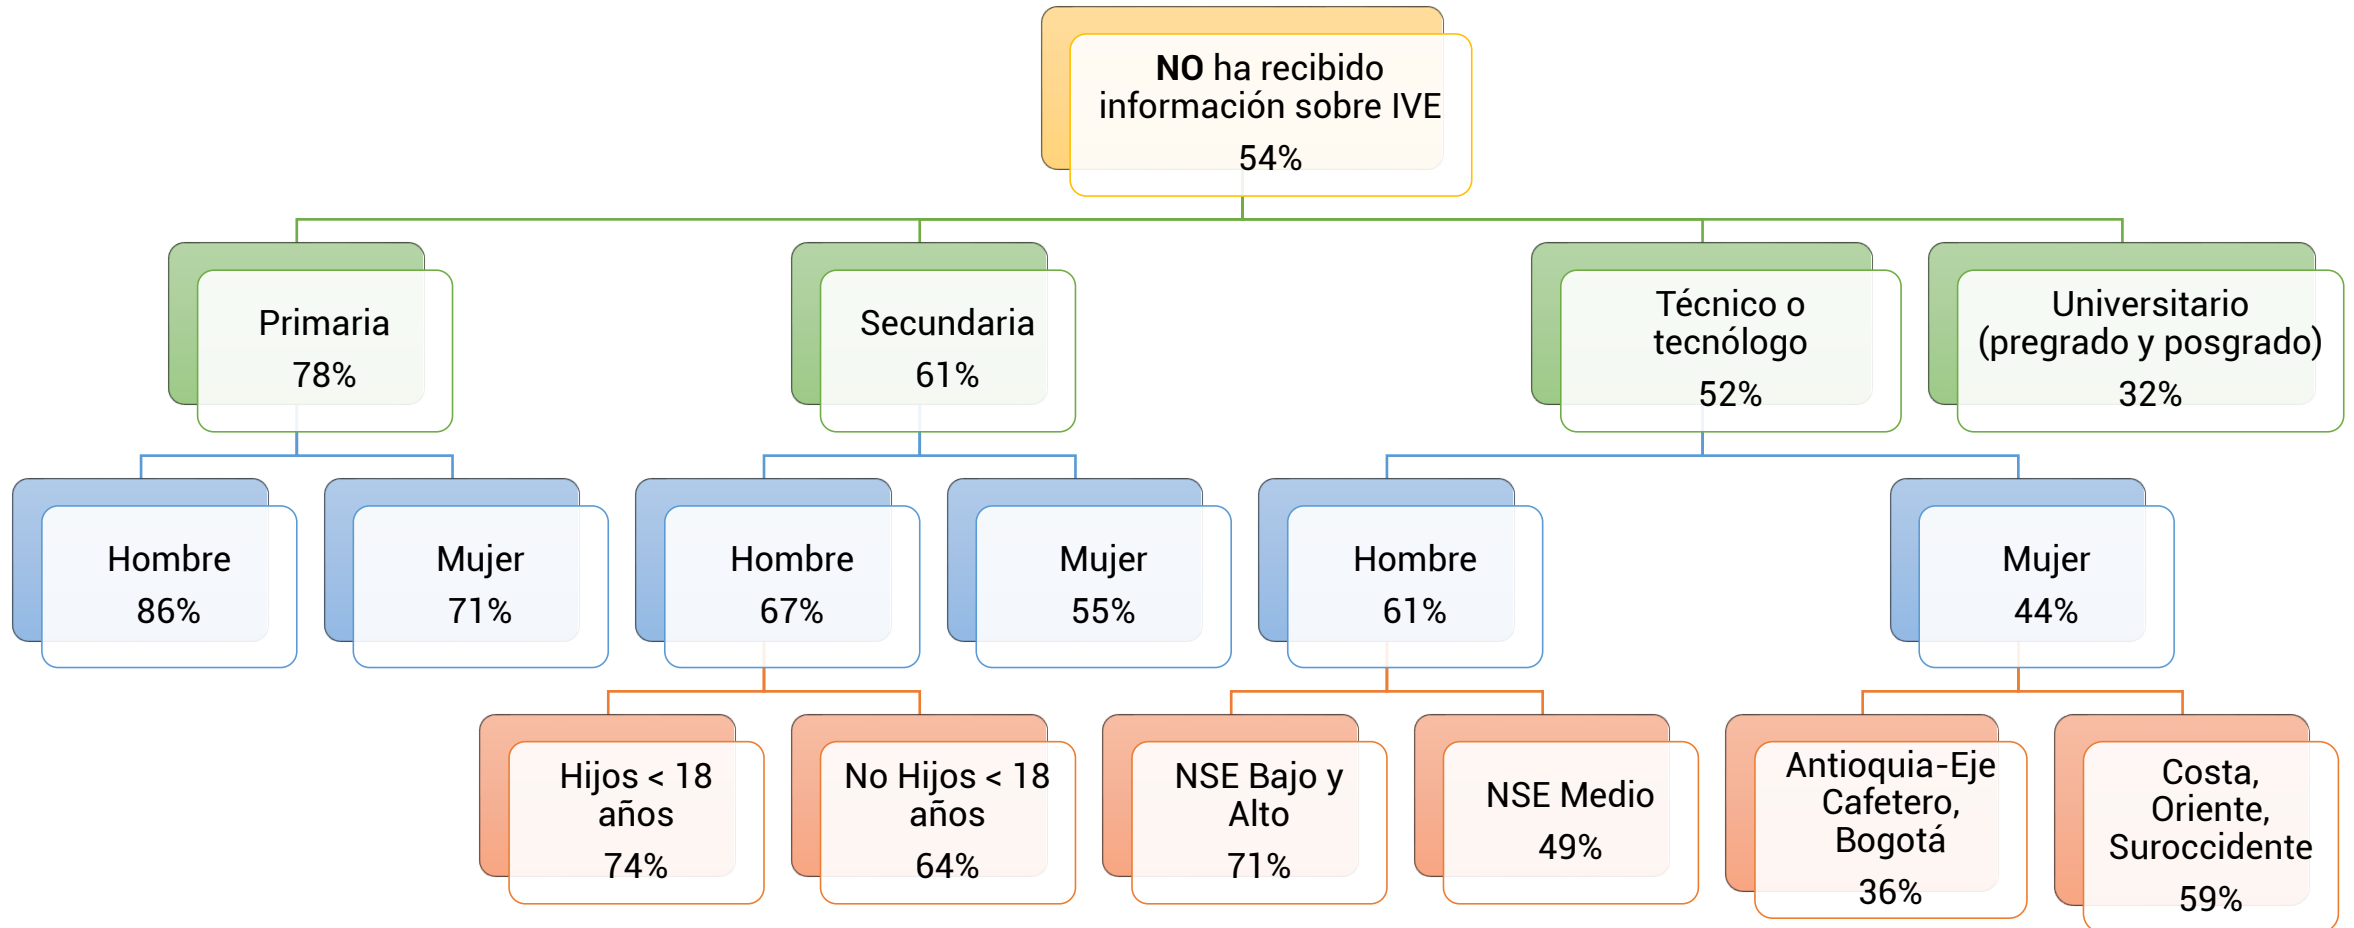 NO ha recibido
información sobre IVE
54%
Primaria
78%
Secundaria
61%
Técnico o
tecnólogo
52%
Universitario
(pregrado y posgrado)
32%
Hombre
86%
Mujer
71%
Hombre
67%
Mujer
55%
Hombre
61%
Mujer
44%
Hijos < 18
años
74%
No Hijos < 18
años
64%
NSE Bajo y
Alto
71%
NSE Medio
49%
Antioquia-Eje
Cafetero,
Bogotá
36%
Costa,
Oriente,
Suroccidente
59%